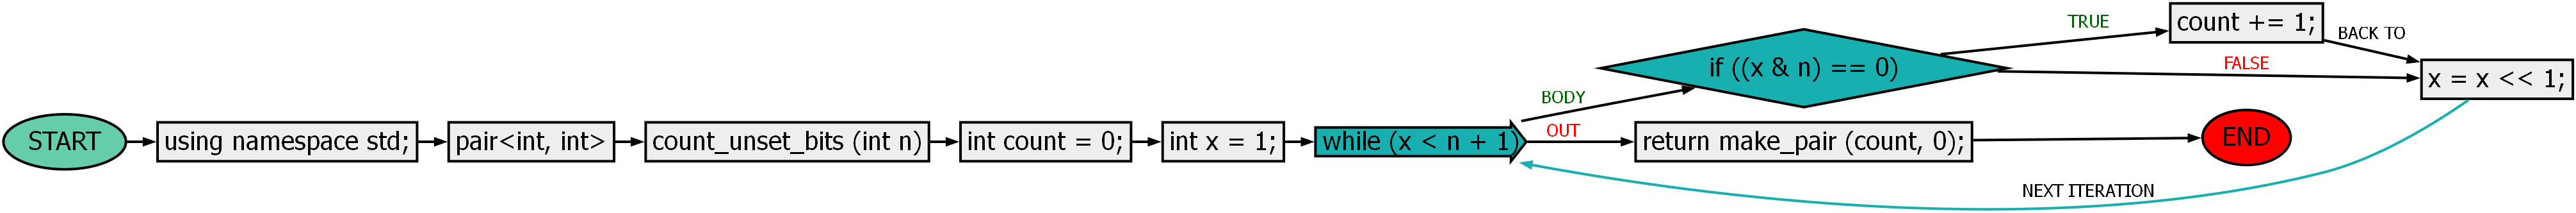 START
using namespace std;
pair<int, int>
count_unset_bits (int n)
int count = 0;
int x = 1;
while (x < n + 1)
BODY
OUT
if ((x & n) == 0)
TRUE
FALSE
count += 1;
BACK TO
x = x << 1;
return make_pair (count, 0);
END
NEXT ITERATION